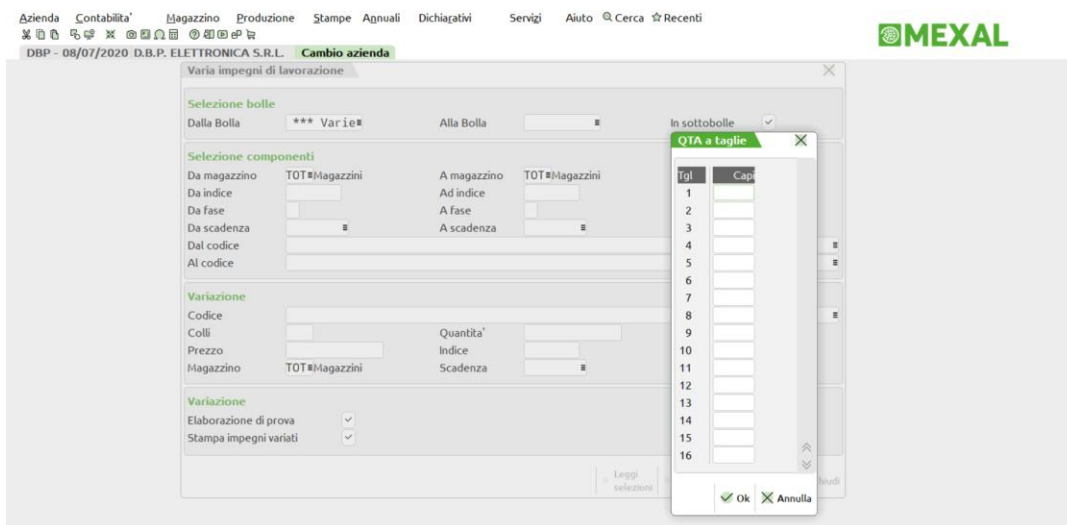 Azienda Contabilita' Magazzino Produzione Stampe Annuali Dichiarativi Servizi Aiuto Cerca Recenti
MEXAL
DBP - 08/07/2020 D.B.P. ELETTRONICA S.R.L. Cambio azienda
Varia impegni di lavorazione
Selezione bolle
Dalla Bolla *** Varie Alla Bolla In sottobolle
QTA a taglie
Selezione componenti
Da magazzino TOT Magazzini A magazzino TOT Magazzini
Tgl Capi
Da indice Ad indice 1
Da fase A fase 2
Da scadenza A scadenza 3
Dal codice 4
Al codice 5
6
Variazione 7
Codice 8
Colli Quantita' 9
Prezzo Indice 10
Magazzino TOT Magazzini Scadenza 11
12
Variazione 13
Elaborazione di prova 14
Stampa impegni variati 15
16
Leggi
selezioni
hiudi
Ok Annulla